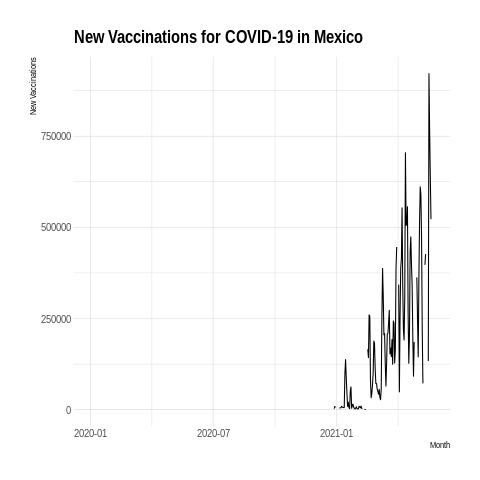 New Vaccinations for COVID-19 in Mexico
New Vaccinations
750000
500000
250000
0
2020-01 2020-07 2021-01
Month